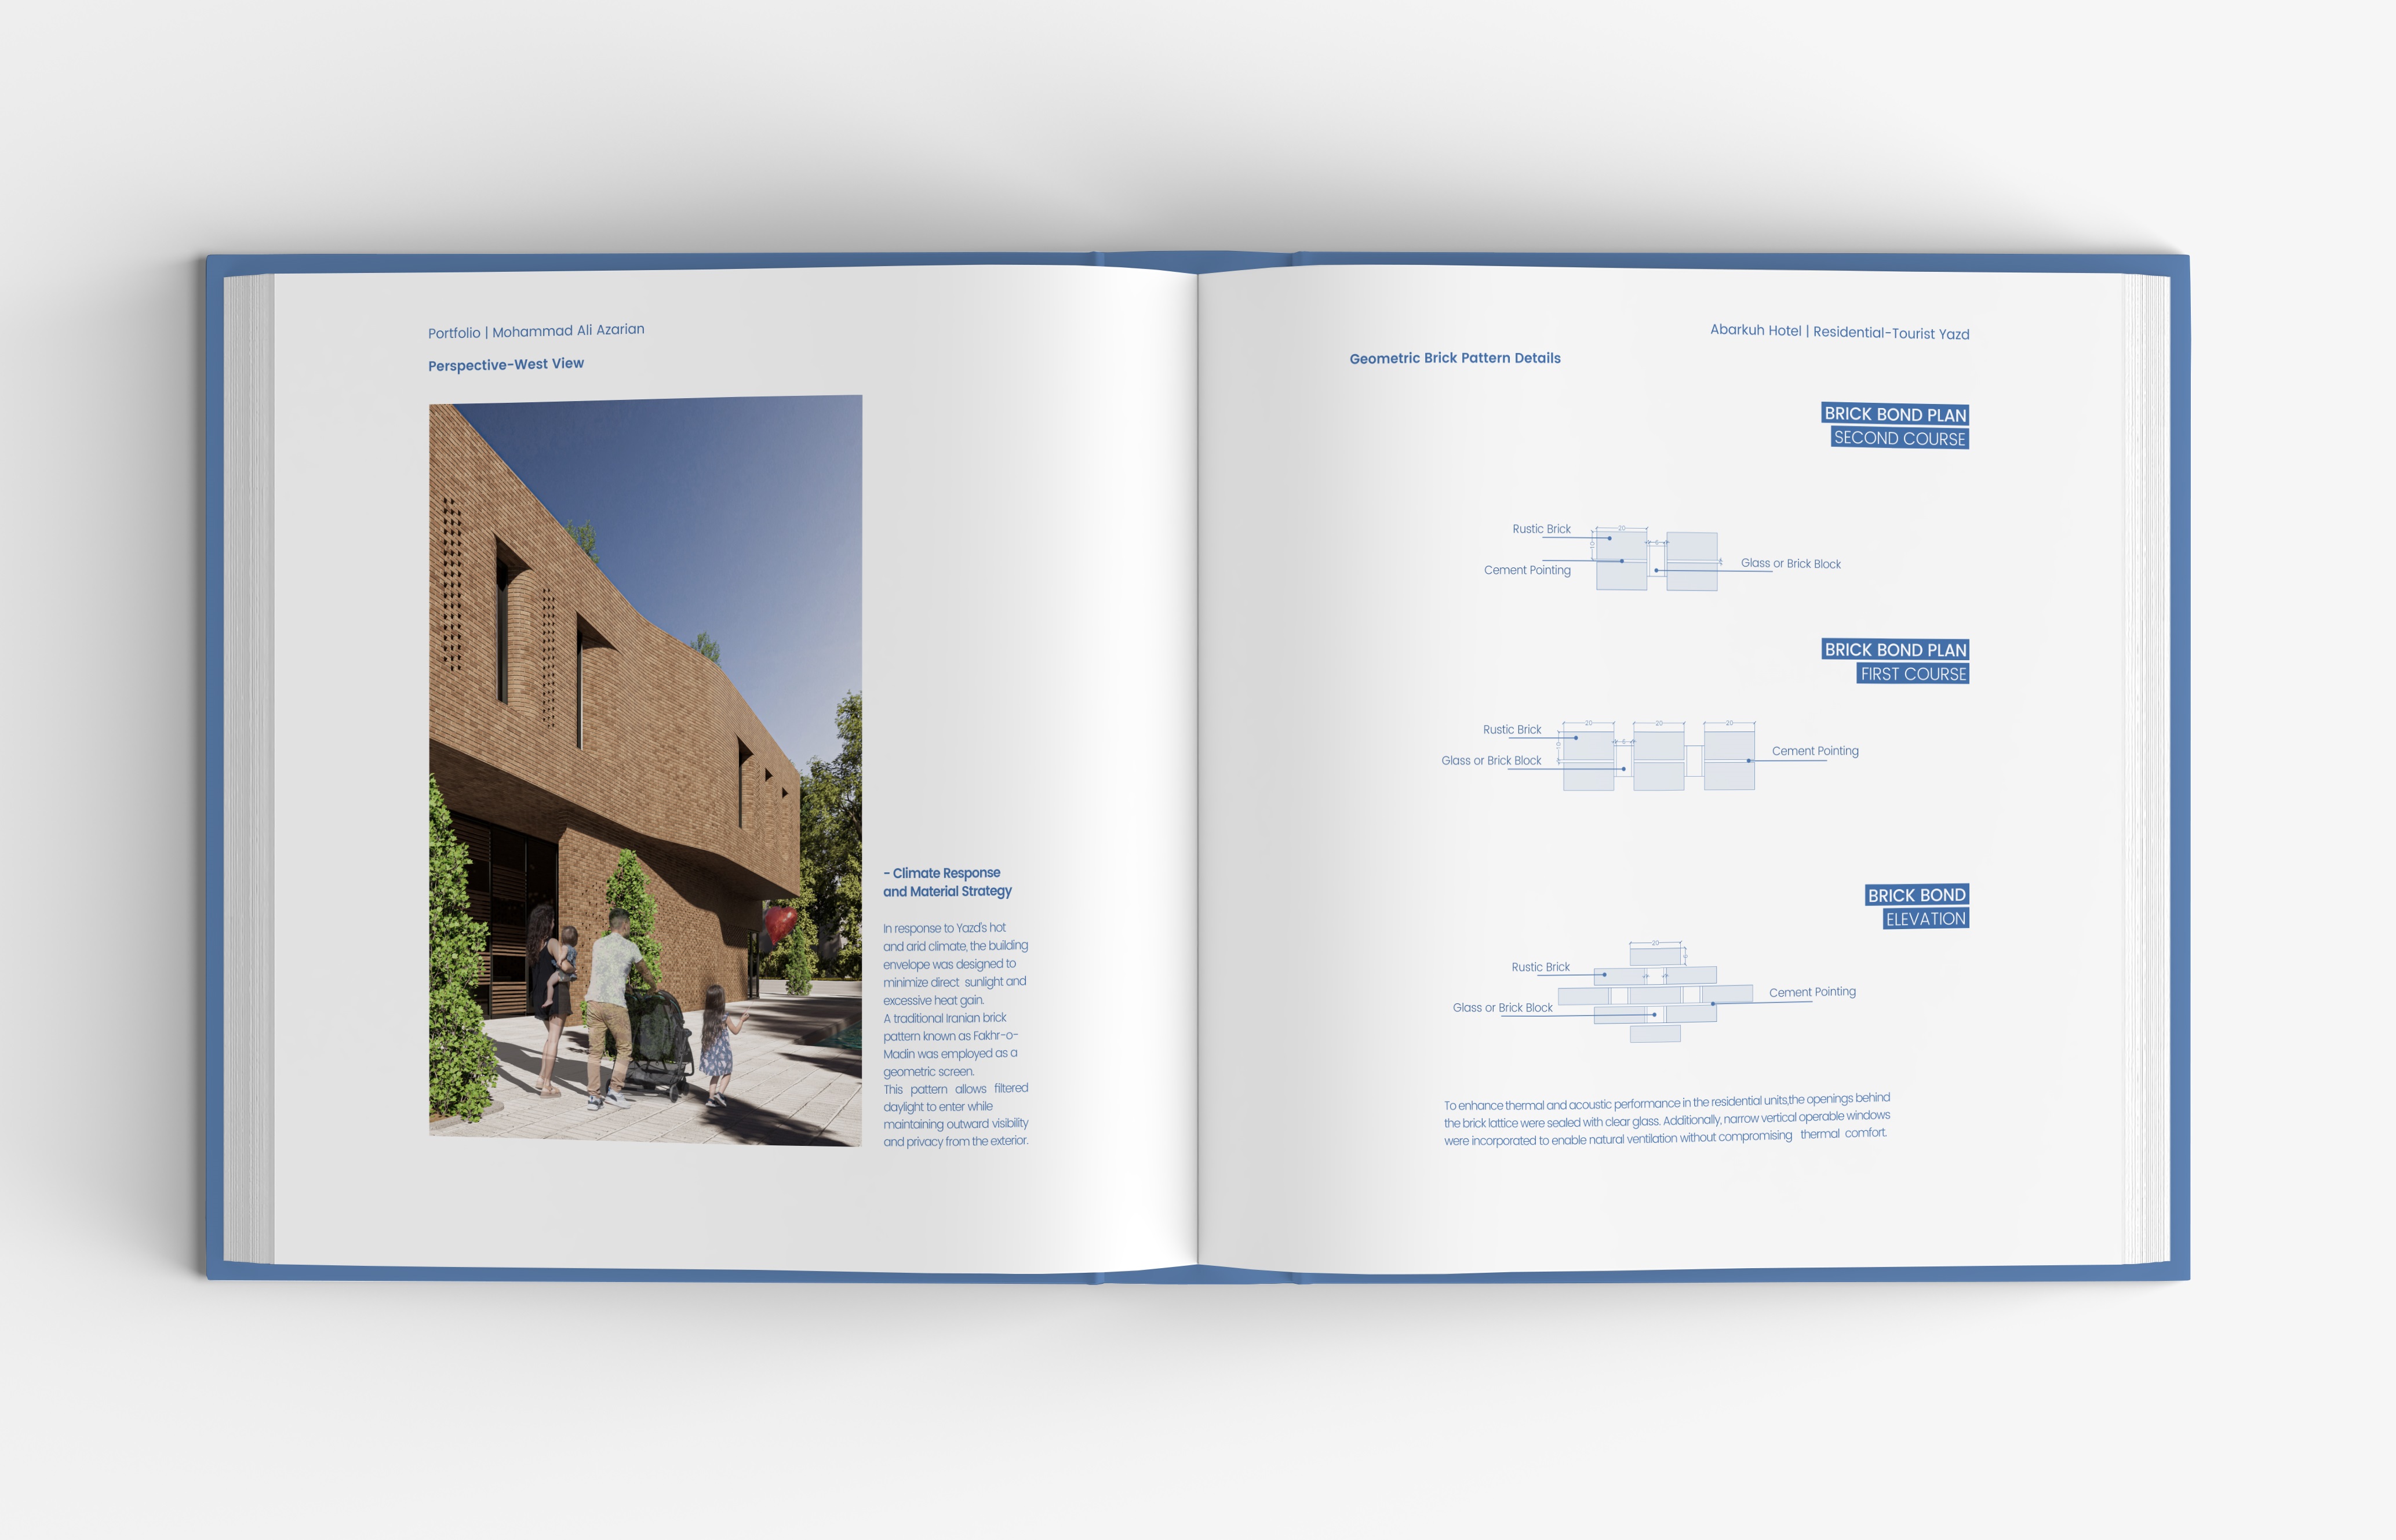 Portfolio | Mohammad Ali Azarian
Perspective-West View
- Climate Response
and Material Strategy
In response to Yazd's hot
and arid climate, the building
envelope was designed to
minimize direct sunlight and
excessive heat gain.
A traditional Iranian brick
pattern known as Fakhr-o-
Madin was employed as a
geometric screen.
This pattern allows filtered
daylight to enter while
maintaining outward visibility
and privacy from the exterior.
Abarkuh Hotel | Residential-Tourist Yazd
Geometric Brick Pattern Details
BRICK BOND PLAN
SECOND COURSE
20
Rustic Brick
10
Cement Pointing
Glass or Brick Block
BRICK BOND PLAN
FIRST COURSE
20 20 20
Rustic Brick
10
Glass or Brick Block
Cement Pointing
BRICK BOND
ELEVATION
20
Rustic Brick
Glass or Brick Block
Cement Pointing
To enhance thermal and acoustic performance in the residential units,the openings behind
the brick lattice were sealed with clear glass. Additionally, narrow vertical operable windows
were incorporated to enable natural ventilation without compromising thermal comfort.